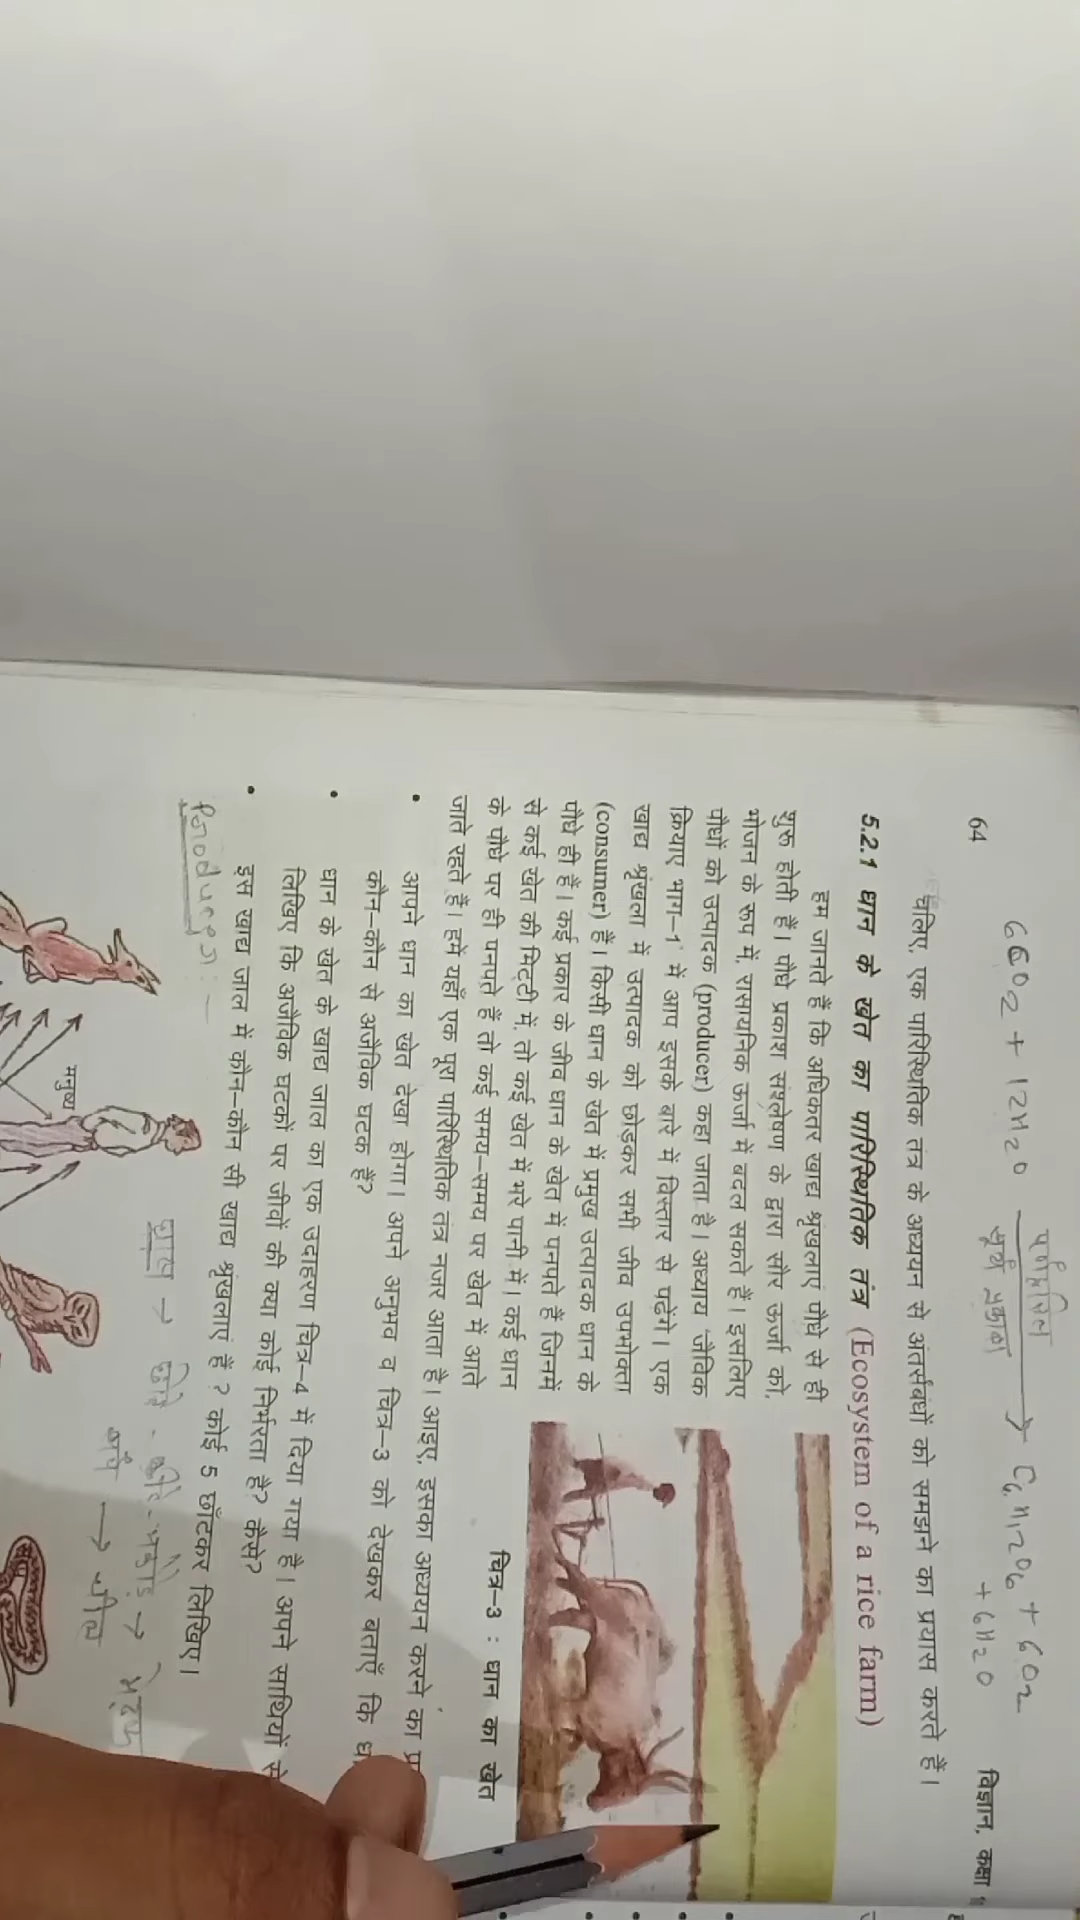 6CO2 + 12H2O → C6H12O6 + 6O2
पर्णहरित
सूर्य प्रकाश
+ 6H2O
64
विज्ञान, कक्षा
चलिए, एक पारिस्थितिक तंत्र के अध्ययन से अंतर्संबंधों को समझने का प्रयास करते हैं।
5.2.1 धान के खेत का पारिस्थितिक तंत्र (Ecosystem of a rice farm)
हम जानते हैं कि अधिकतर खाद्य श्रृंखलाएं पौधे से ही
शुरु होती हैं। पौधे प्रकाश संश्लेषण के द्वारा सौर ऊर्जा को,
भोजन के रूप में, रासायनिक ऊर्जा में बदल सकते हैं। इसलिए
पौधों को उत्पादक (producer) कहा जाता है। अध्याय जैविक
क्रियाएं भाग–1 में आप इसके बारे में विस्तार से पढ़ेंगे। एक
खाद्य श्रृंखला में उत्पादक को छोड़कर सभी जीव उपभोक्ता
(consumer) हैं। किसी धान के खेत में प्रमुख उत्पादक धान के
पौधे ही हैं। कई प्रकार के जीव धान के खेत में पनपते हैं जिनमें
से कई खेत की मिट्टी में, तो कई खेत में भरे पानी में। कई धान
के पौधे पर ही पनपते हैं तो कई समय–समय पर खेत में आते
जाते रहते हैं। हमें यहाँ एक पूरा पारिस्थितिक तंत्र नजर आता है। आइए, इसका अध्ययन करने का
चित्र–3 : धान का खेत
• आपने धान का खेत देखा होगा। अपने अनुभव व चित्र–3 को देखकर बताएँ कि
कौन–कौन से अजैविक घटक हैं?
• धान के खेत के खाद्य जाल का एक उदाहरण चित्र–4 में दिया गया है। अपने साथियों से
लिखिए कि अजैविक घटकों पर जीवों की क्या कोई निर्भरता है? कैसे?
• इस खाद्य जाल में कौन–कौन सी खाद्य श्रृंखलाएं हैं ? कोई 5 छाँटकर लिखिए।
Producer:—
घास →
→
→ चील
मनुष्य